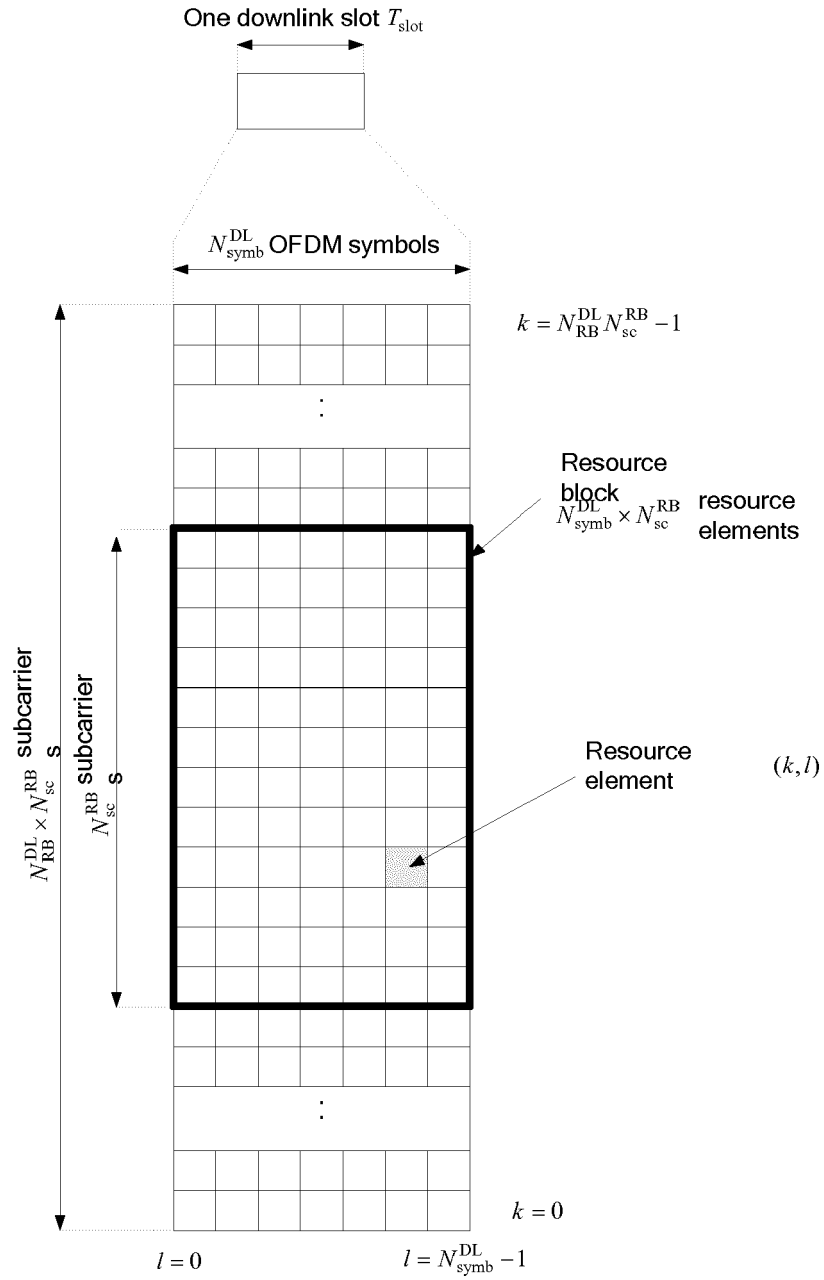 One downlink slot T_slot
N_symb^DL OFDM symbols
k = N_RB^DL N_sc^RB − 1
:
Resource
block
N_symb^DL × N_sc^RB resource
elements
N_RB^DL × N_sc^RB subcarrier
s
N_sc^RB subcarrier
s
Resource
element
(k, l)
:
k = 0
l = 0
l = N_symb^DL − 1